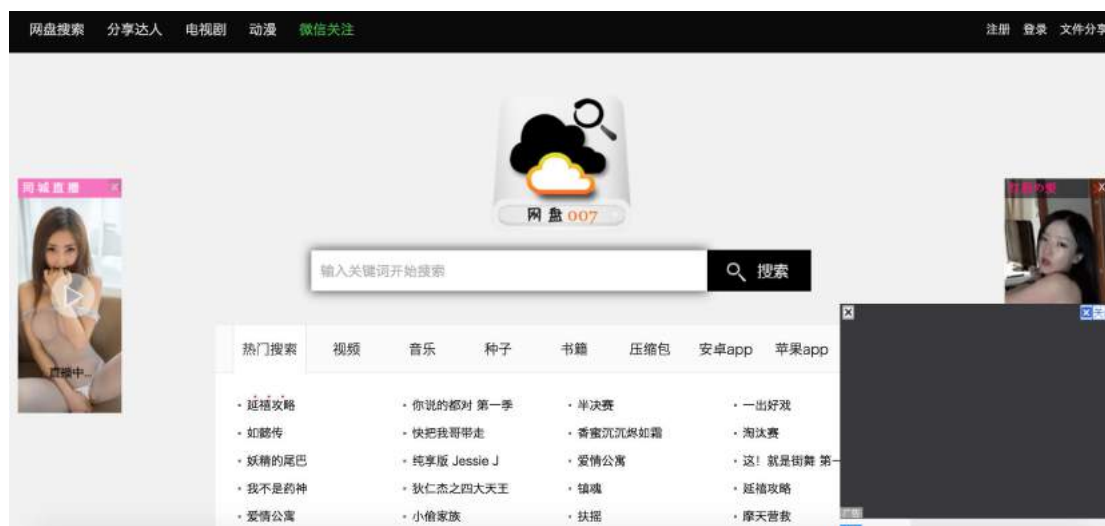 网盘搜索 分享达人 电视剧 动漫 微信关注 注册 登录 文件分享
同城直播
网盘007
输入关键词开始搜索 搜索
直播中...
热门搜索 视频 音乐 种子 书籍 压缩包 安卓app 苹果app
· 延禧攻略 · 你说的都对 第一季 · 半决赛 · 一出好戏
· 如懿传 · 快把我哥带走 · 香蜜沉沉烬如霜 · 淘汰赛
· 妖精的尾巴 · 纯享版 Jessie J · 爱情公寓 · 这！就是街舞 第一
· 我不是药神 · 狄仁杰之四大天王 · 镇魂 · 延禧攻略
· 爱情公寓 · 小偷家族 · 扶摇 · 摩天营救
广告